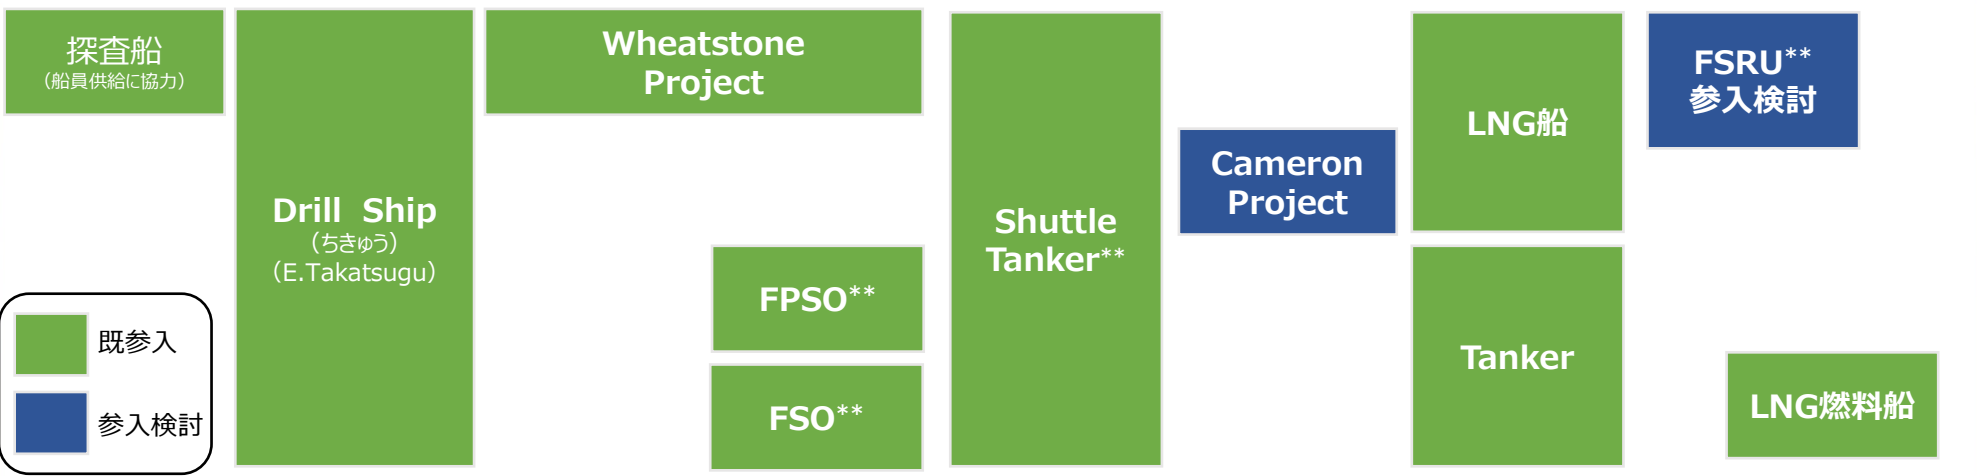 探査船
（船員供給に協力）
Drill Ship
（ちきゅう）
（E.Takatsugu）
Wheatstone
Project
FPSO**
FSO**
Shuttle
Tanker**
Cameron
Project
LNG船
Tanker
FSRU**
参入検討
LNG燃料船
既参入
参入検討